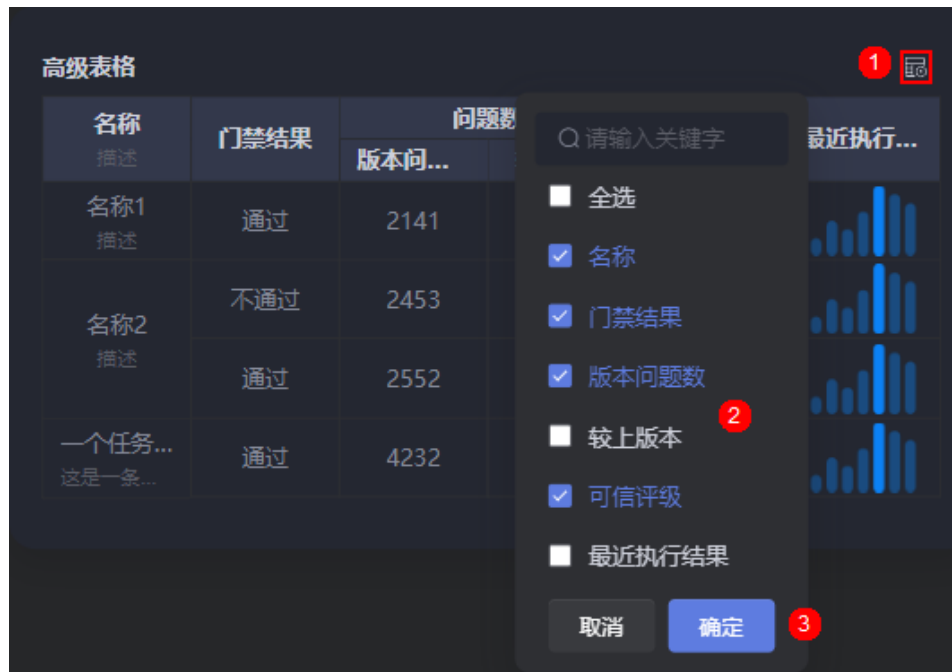 高级表格
1
名称
描述
门禁结果
问题数
版本问...
最近执行...
名称1
描述
通过
2141
名称2
描述
不通过
2453
通过
2552
一个任务...
这是一条...
通过
4232
请输入关键字
全选
名称
门禁结果
版本问题数
2
较上版本
可信评级
最近执行结果
取消
确定
3